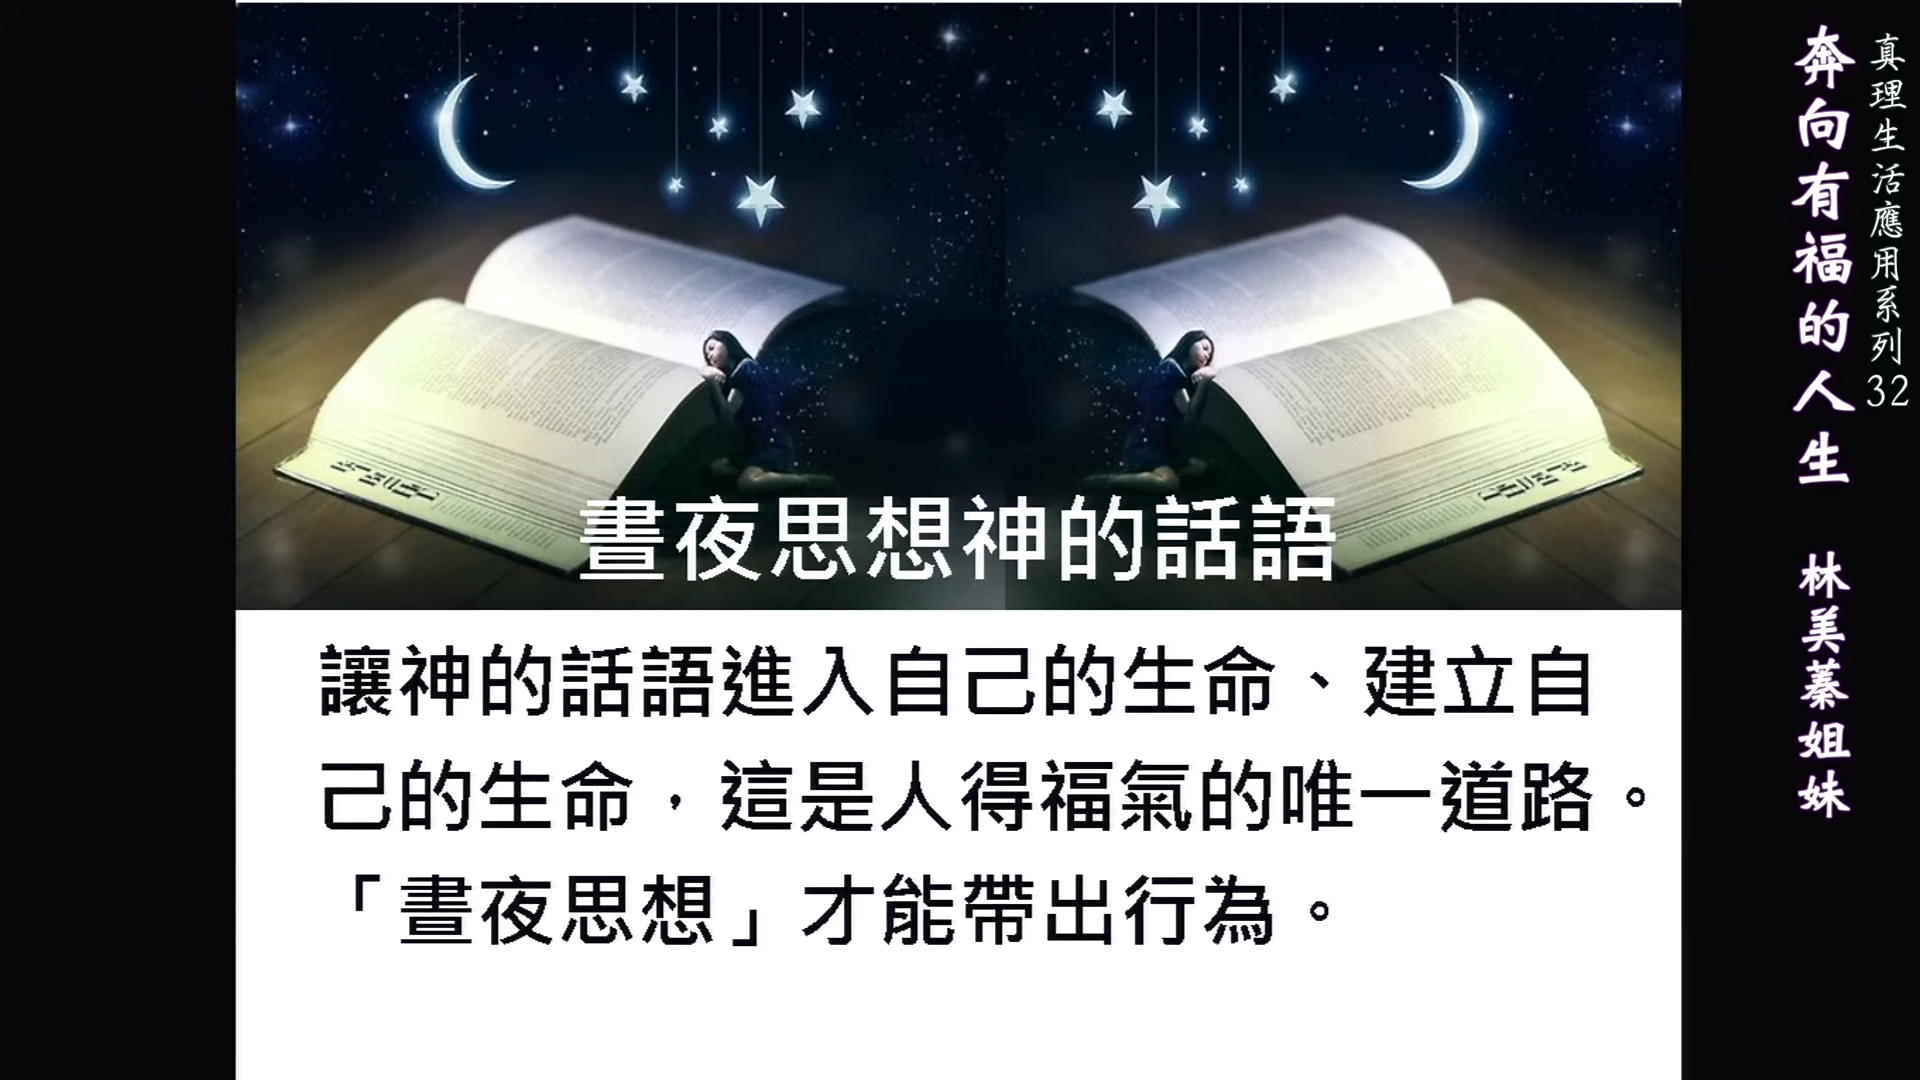 晝夜思想神的話語
讓神的話語進入自己的生命、建立自
己的生命，這是人得福氣的唯一道路。
「晝夜思想」才能帶出行為。
真理生活應用系列32
奔向有福的人生 林美蓁姐妹